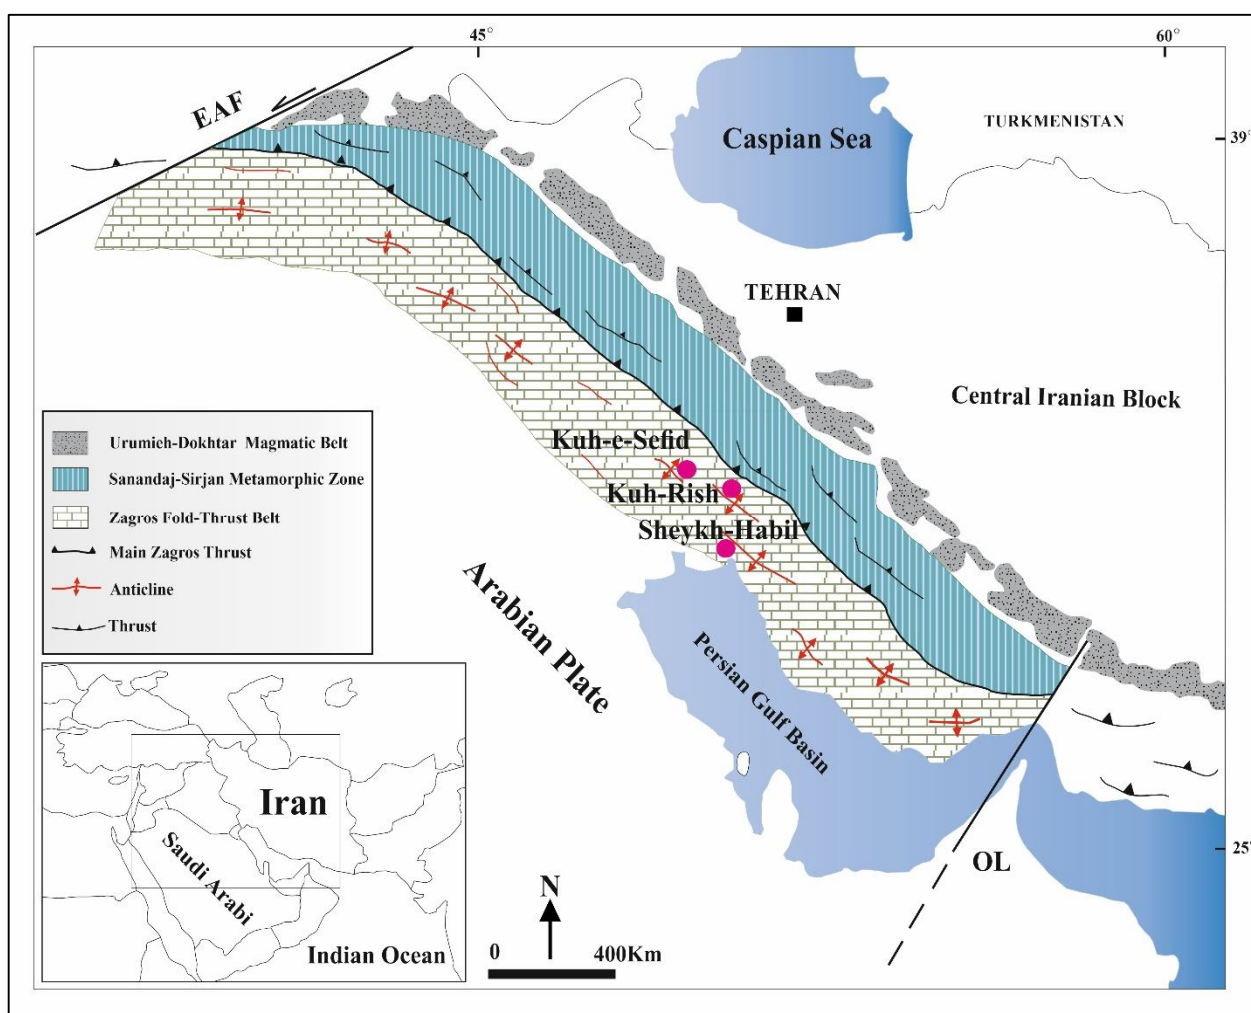 45°
60°
EAF
Caspian Sea
TURKMENISTAN
39°
TEHRAN
Central Iranian Block
Kuh-e-Sefid
Kuh-Rish
Sheykh-Habil
Arabian Plate
Persian Gulf Basin
Urumieh-Dokhtar Magmatic Belt
Sanandaj-Sirjan Metamorphic Zone
Zagros Fold-Thrust Belt
Main Zagros Thrust
Anticline
Thrust
Iran
Saudi Arabi
Indian Ocean
N
0 400Km
OL
25°